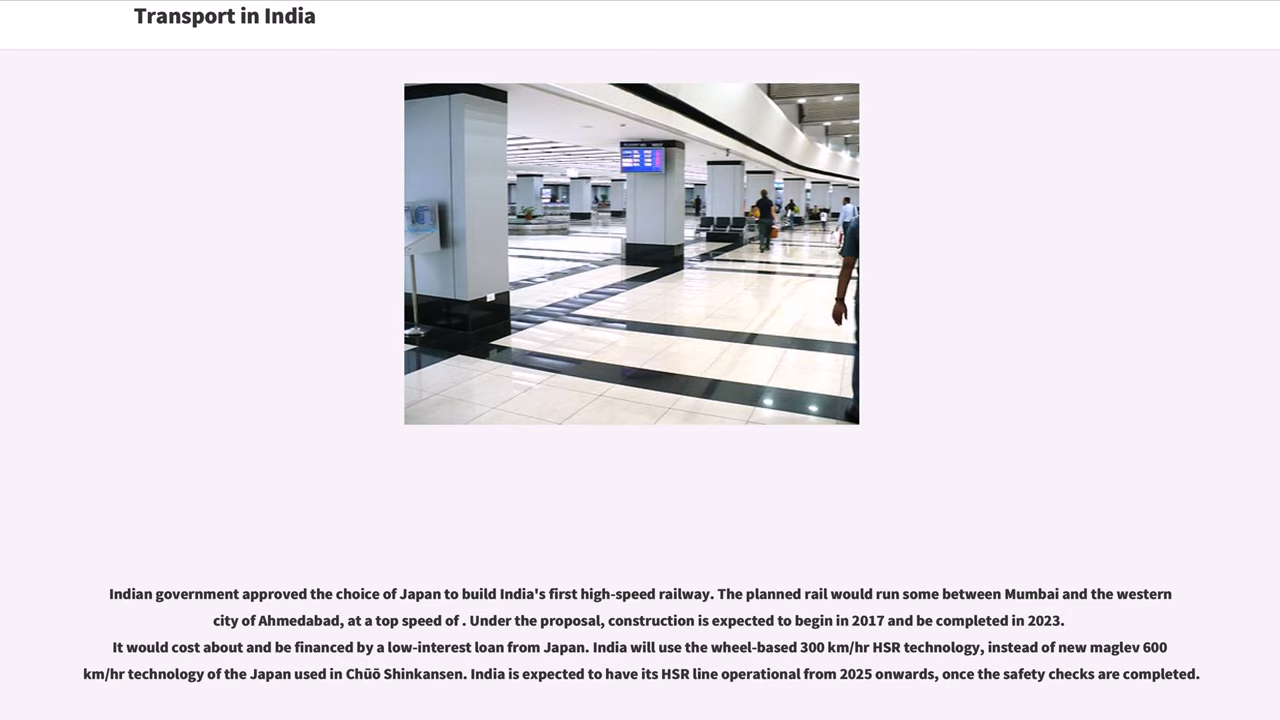 Transport in India
Indian government approved the choice of Japan to build India's first high-speed railway. The planned rail would run some between Mumbai and the western
city of Ahmedabad, at a top speed of . Under the proposal, construction is expected to begin in 2017 and be completed in 2023.
It would cost about and be financed by a low-interest loan from Japan. India will use the wheel-based 300 km/hr HSR technology, instead of new maglev 600
km/hr technology of the Japan used in Chūō Shinkansen. India is expected to have its HSR line operational from 2025 onwards, once the safety checks are completed.